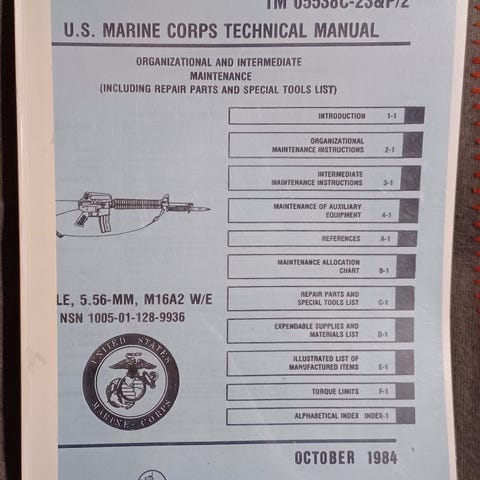 TM 05538C-23&P/2
U.S. MARINE CORPS TECHNICAL MANUAL
ORGANIZATIONAL AND INTERMEDIATE
MAINTENANCE
(INCLUDING REPAIR PARTS AND SPECIAL TOOLS LIST)
INTRODUCTION 1-1
ORGANIZATIONAL
MAINTENANCE INSTRUCTIONS 2-1
INTERMEDIATE
MAINTENANCE INSTRUCTIONS 3-1
MAINTENANCE OF AUXILIARY
EQUIPMENT 4-1
REFERENCES A-1
MAINTENANCE ALLOCATION
CHART B-1
REPAIR PARTS AND
SPECIAL TOOLS LIST C-1
EXPENDABLE SUPPLIES AND
MATERIALS LIST D-1
ILLUSTRATED LIST OF
MANUFACTURED ITEMS E-1
TORQUE LIMITS F-1
ALPHABETICAL INDEX INDEX-1
LE, 5.56-MM, M16A2 W/E
NSN 1005-01-128-9936
UNITED STATES
MARINE CORPS
OCTOBER 1984